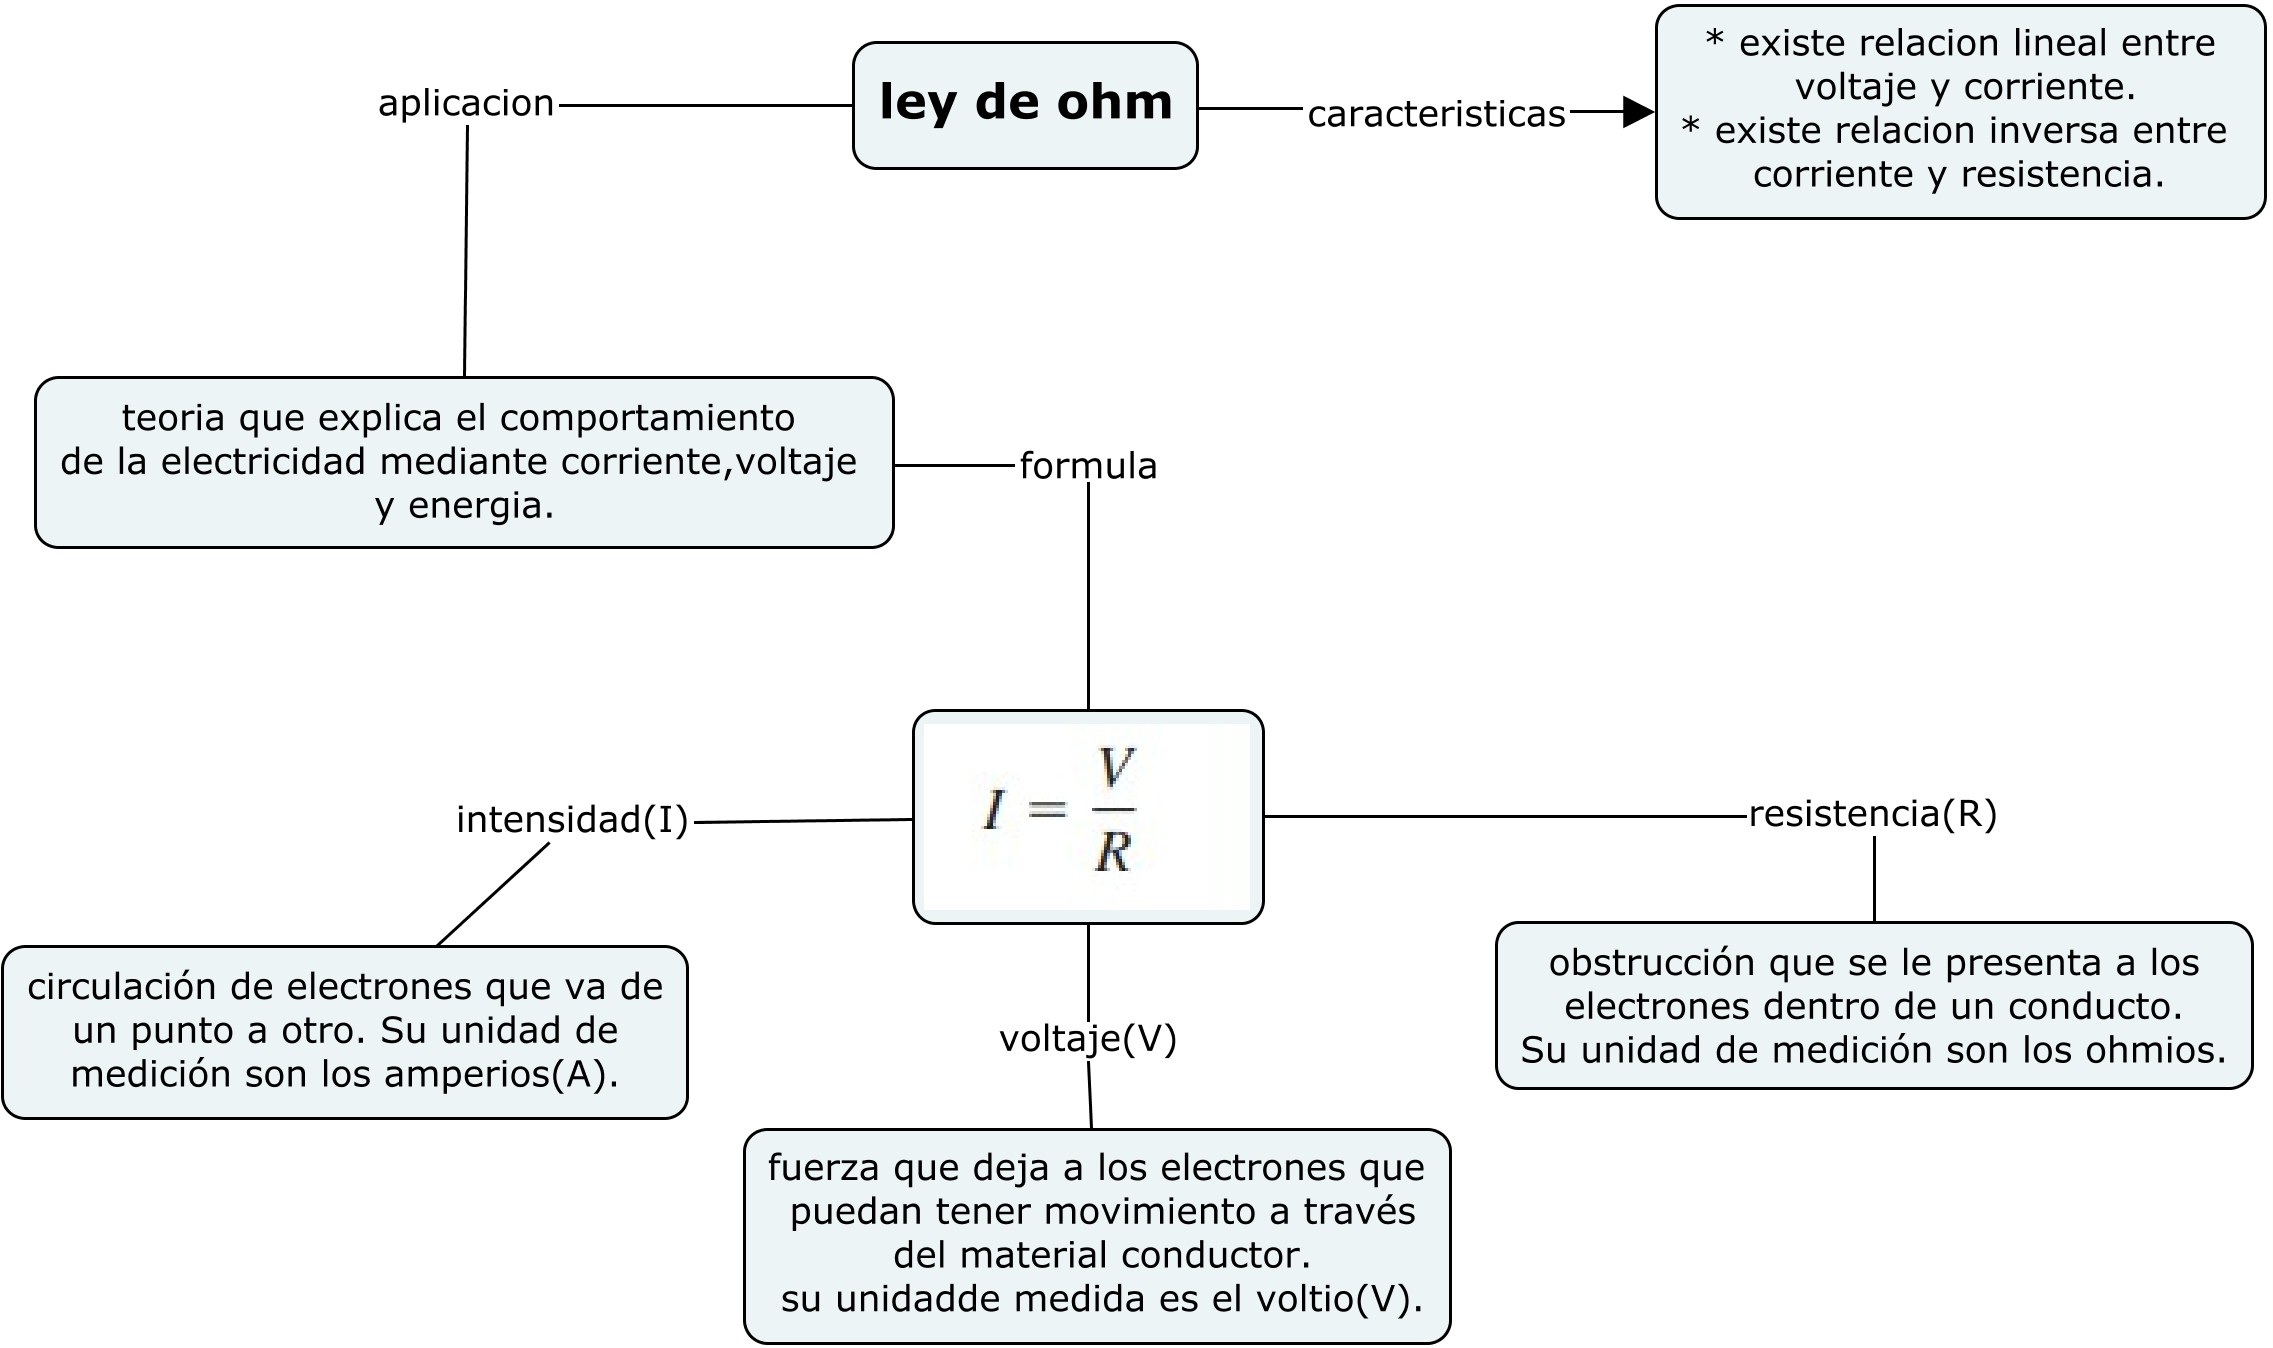 ley de ohm
aplicacion
caracteristicas
* existe relacion lineal entre
voltaje y corriente.
* existe relacion inversa entre
corriente y resistencia.
teoria que explica el comportamiento
de la electricidad mediante corriente,voltaje
y energia.
formula
I = V/R
intensidad(I)
circulación de electrones que va de
un punto a otro. Su unidad de
medición son los amperios(A).
voltaje(V)
fuerza que deja a los electrones que
puedan tener movimiento a través
del material conductor.
su unidadde medida es el voltio(V).
resistencia(R)
obstrucción que se le presenta a los
electrones dentro de un conducto.
Su unidad de medición son los ohmios.